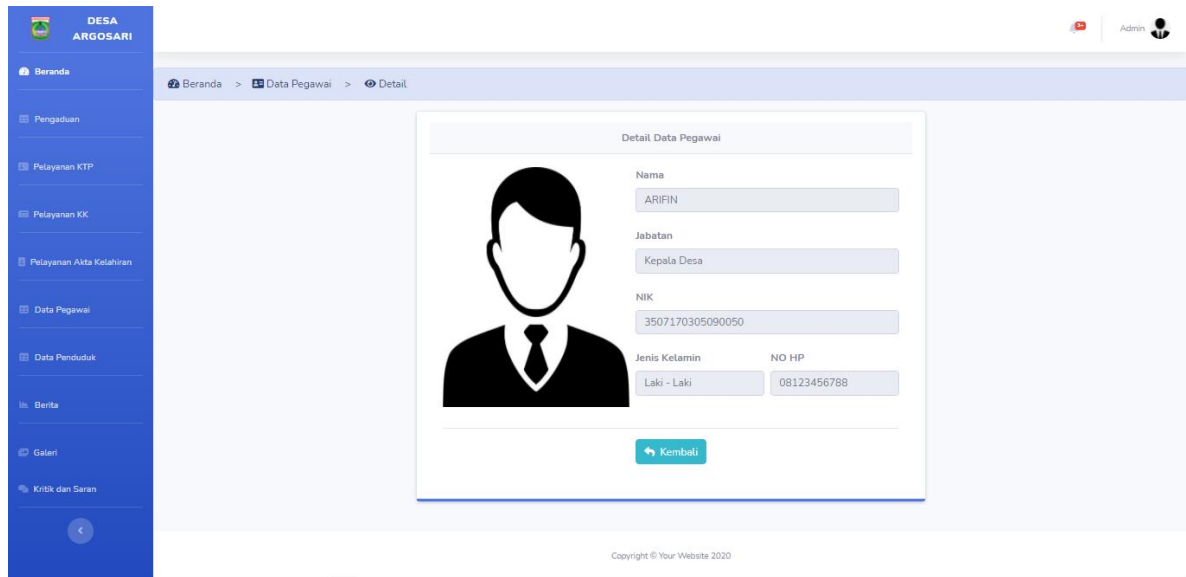 DESA
ARGOSARI
3+
Admin
Beranda
Beranda > Data Pegawai > Detail
Pengaduan
Pelayanan KTP
Pelayanan KK
Pelayanan Akta Kelahiran
Data Pegawai
Data Penduduk
Berita
Galeri
Kritik dan Saran
Detail Data Pegawai
Nama
ARIFIN
Jabatan
Kepala Desa
NIK
3507170305090050
Jenis Kelamin NO HP
Laki - Laki 08123456788
Kembali
Copyright © Your Website 2020